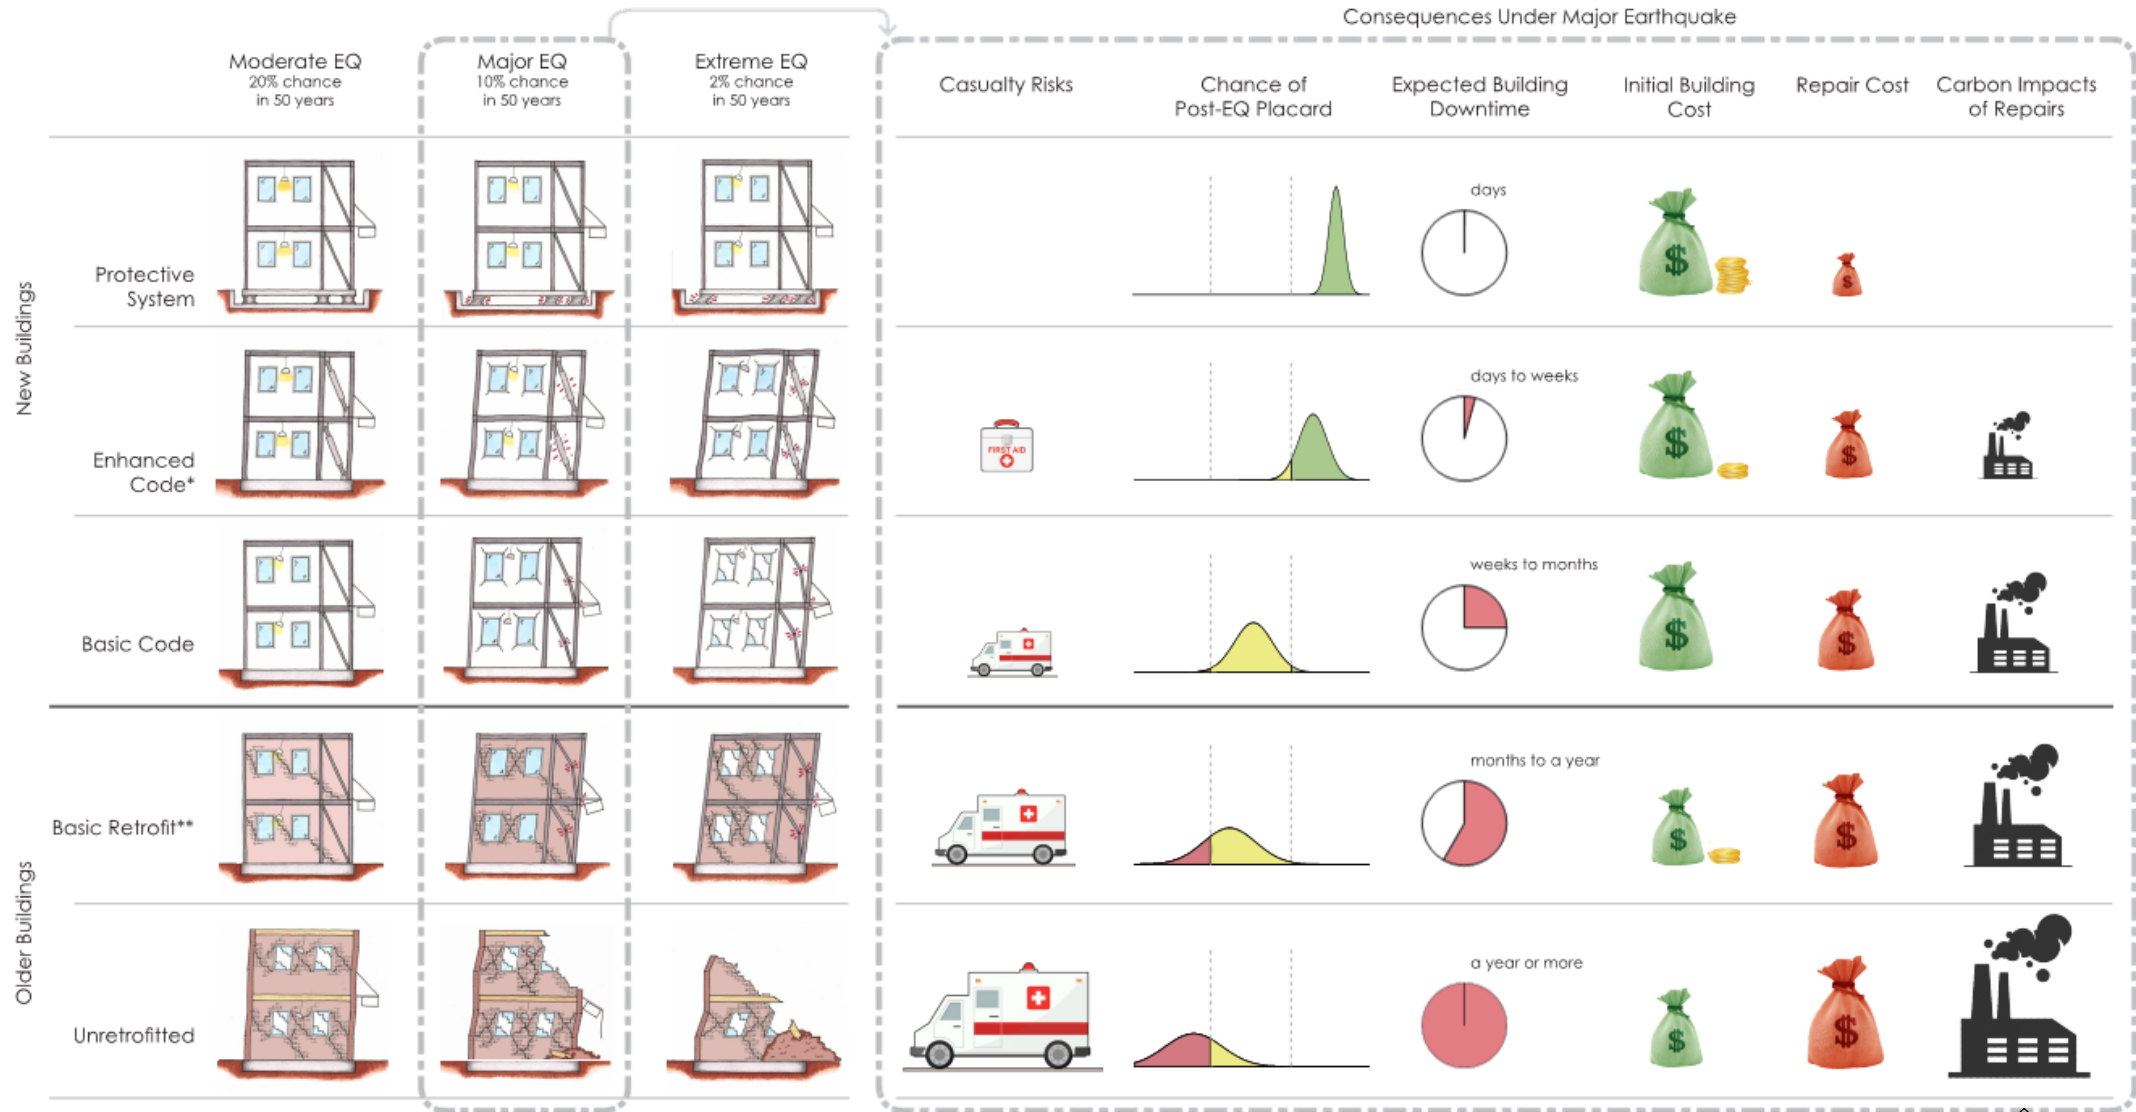 Consequences Under Major Earthquake
Moderate EQ
20% chance
in 50 years
Major EQ
10% chance
in 50 years
Extreme EQ
2% chance
in 50 years
Casualty Risks
Chance of
Post-EQ Placard
Expected Building
Downtime
Initial Building
Cost
Repair Cost
Carbon Impacts
of Repairs
New Buildings
Protective
System
days
$
$
Enhanced
Code*
FIRST AID
days to weeks
$
$
Basic Code
weeks to months
$
$
Older Buildings
Basic Retrofit**
months to a year
$
$
Unretrofitted
a year or more
$
$